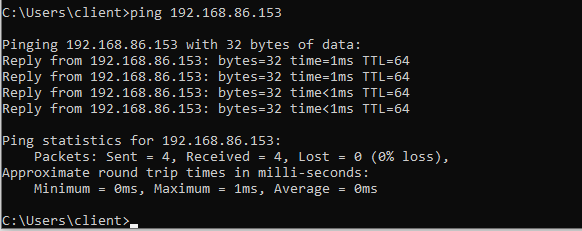 C:\Users\client>ping 192.168.86.153
Pinging 192.168.86.153 with 32 bytes of data:
Reply from 192.168.86.153: bytes=32 time=1ms TTL=64
Reply from 192.168.86.153: bytes=32 time=1ms TTL=64
Reply from 192.168.86.153: bytes=32 time<1ms TTL=64
Reply from 192.168.86.153: bytes=32 time<1ms TTL=64
Ping statistics for 192.168.86.153:
    Packets: Sent = 4, Received = 4, Lost = 0 (0% loss),
Approximate round trip times in milli-seconds:
    Minimum = 0ms, Maximum = 1ms, Average = 0ms
C:\Users\client>